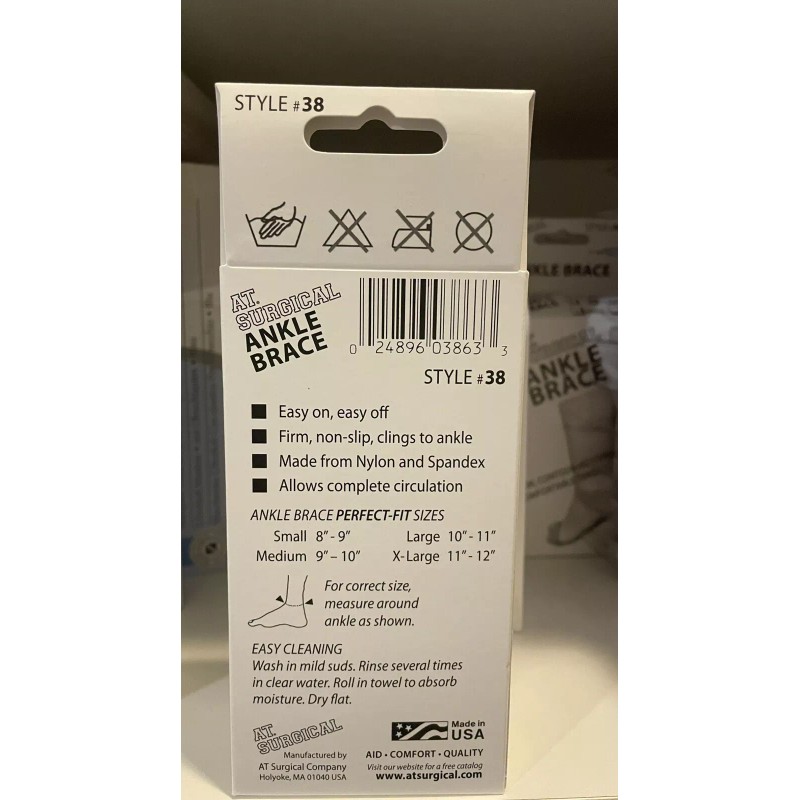 STYLE #38
AT.
SURGICAL
ANKLE
BRACE
0 24896 03863 3
STYLE #38
Easy on, easy off
Firm, non-slip, clings to ankle
Made from Nylon and Spandex
Allows complete circulation
ANKLE BRACE PERFECT-FIT SIZES
Small 8" - 9" Large 10" - 11"
Medium 9" – 10" X-Large 11" - 12"
For correct size,
measure around
ankle as shown.
EASY CLEANING
Wash in mild suds. Rinse several times
in clear water. Roll in towel to absorb
moisture. Dry flat.
AT.
SURGICAL
Manufactured by
AT Surgical Company
Holyoke, MA 01040 USA
Made in
USA
AID • COMFORT • QUALITY
Visit our website for a free catalog
www.atsurgical.com
ANKLE BRACE
ANKLE
BRACE